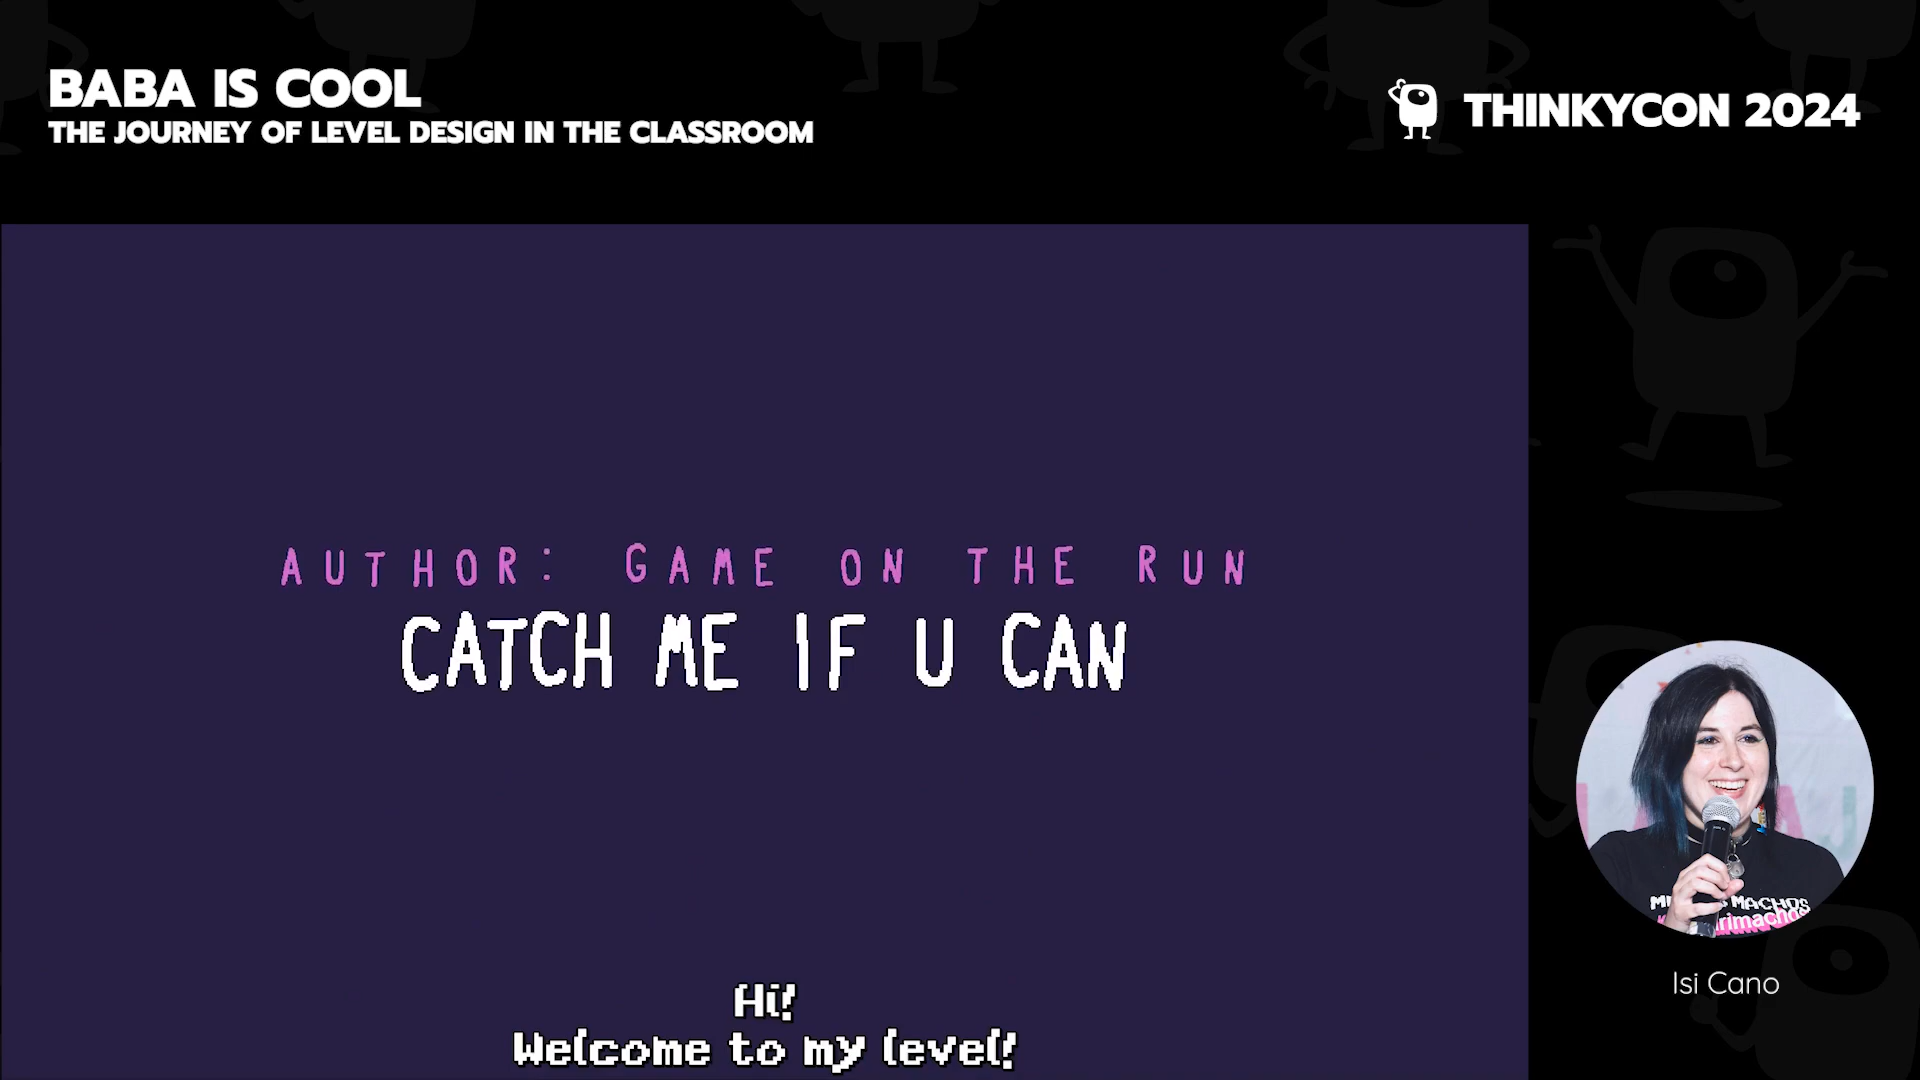 BABA IS COOL
THE JOURNEY OF LEVEL DESIGN IN THE CLASSROOM
THINKYCON 2024
AUTHOR: GAME ON THE RUN
CATCH ME IF U CAN
Hi!
Welcome to my level!
MACHOS
Isi Cano